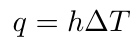 q = hΔT